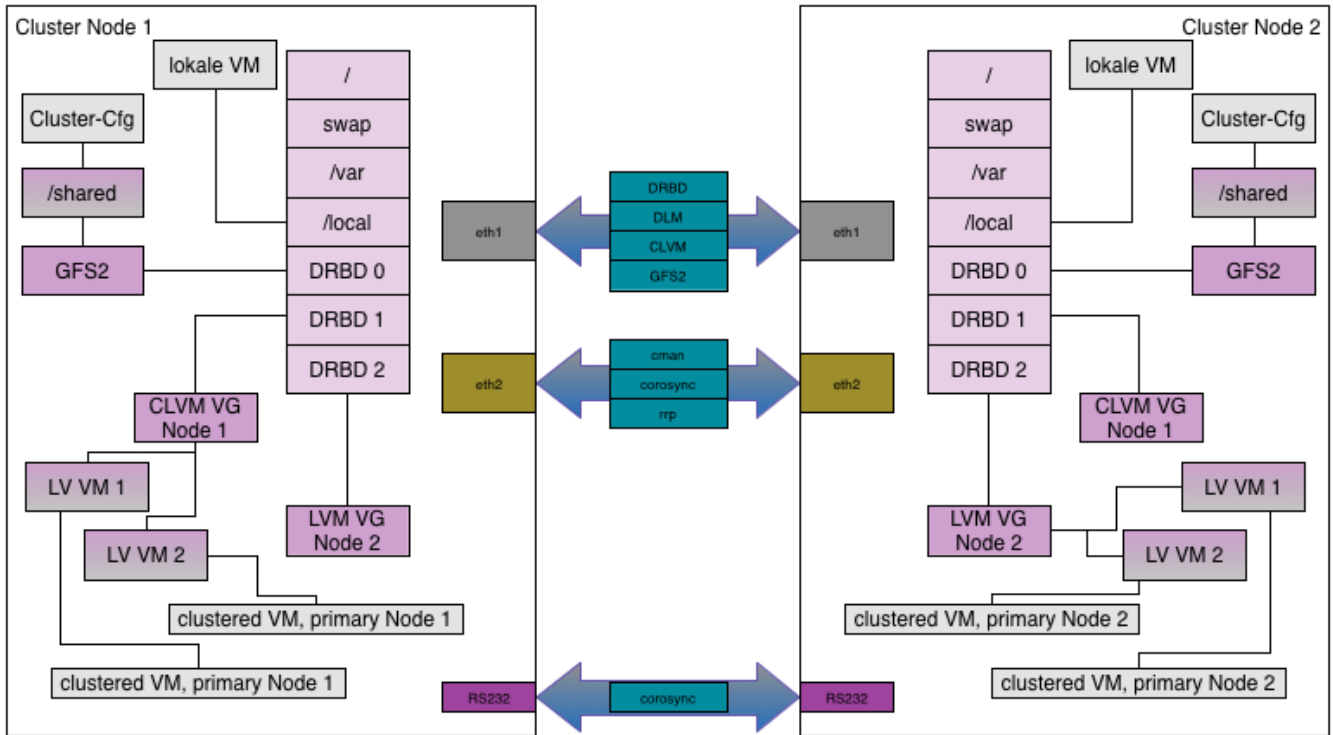 Cluster Node 1
lokale VM
Cluster-Cfg
/shared
GFS2
/
swap
/var
/local
DRBD 0
DRBD 1
DRBD 2
CLVM VG
Node 1
LV VM 1
LV VM 2
LVM VG
Node 2
clustered VM, primary Node 1
clustered VM, primary Node 1
eth1
eth2
RS232
DRBD
DLM
CLVM
GFS2
cman
corosync
rrp
corosync
Cluster Node 2
eth1
eth2
RS232
/
swap
/var
/local
DRBD 0
DRBD 1
DRBD 2
lokale VM
Cluster-Cfg
/shared
GFS2
CLVM VG
Node 1
LVM VG
Node 2
LV VM 1
LV VM 2
clustered VM, primary Node 2
clustered VM, primary Node 2